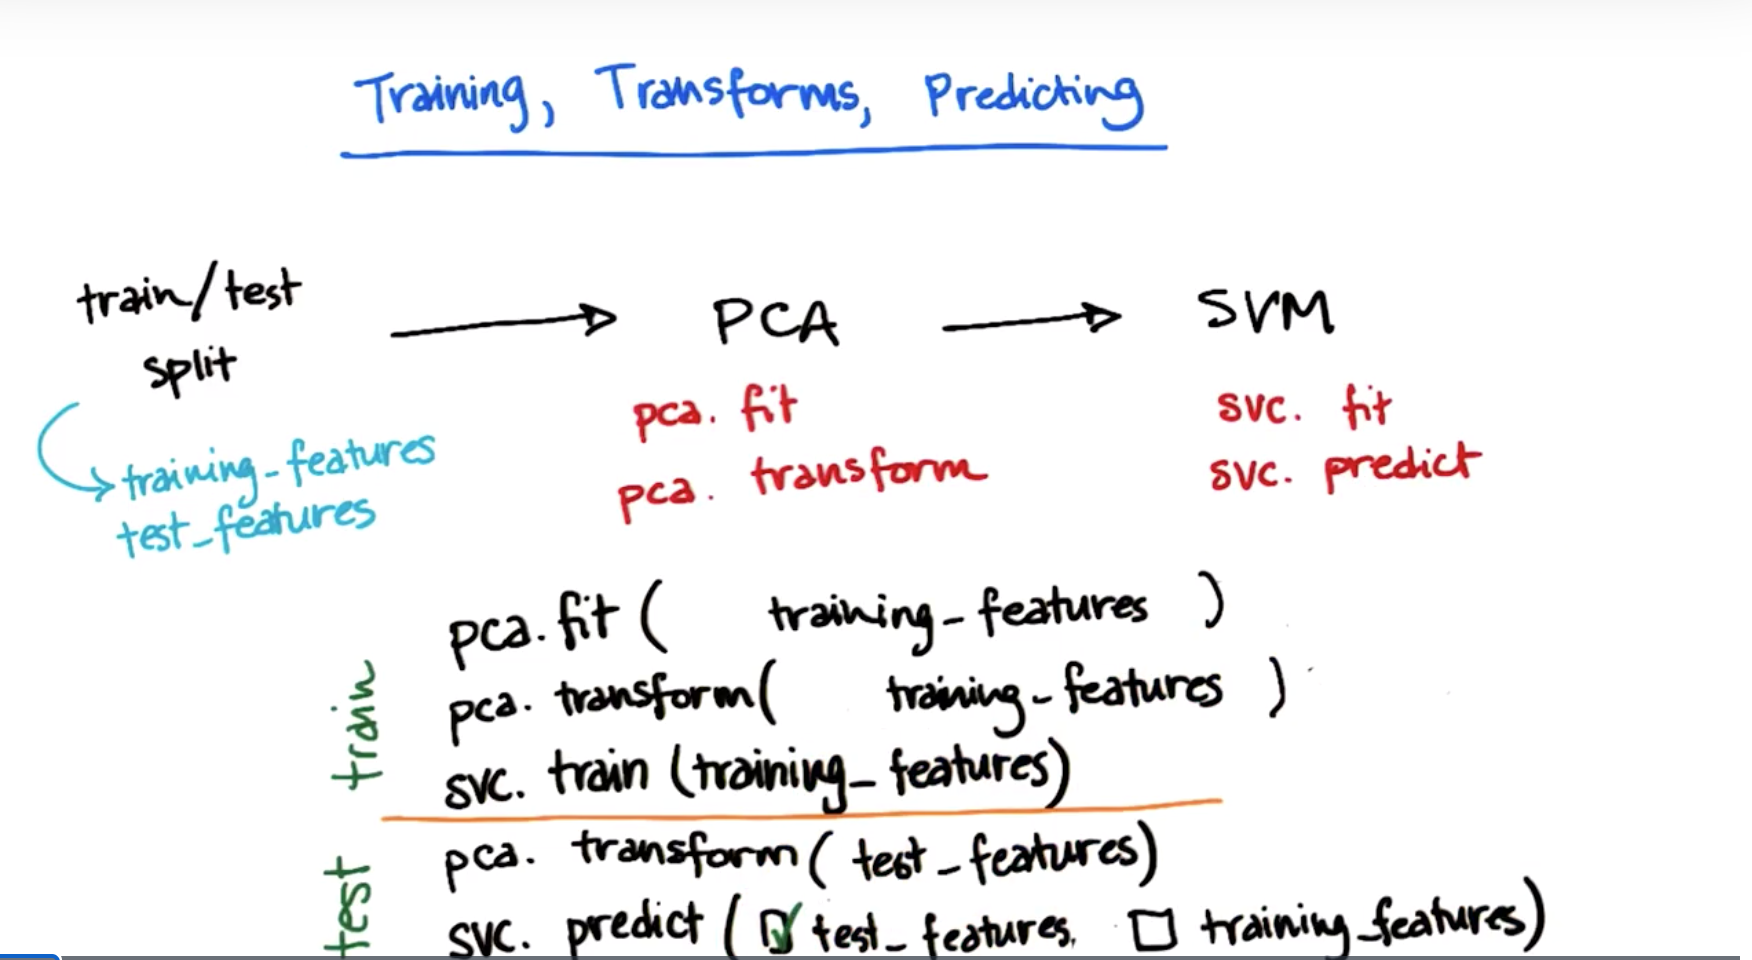 Training, Transforms, Predicting
train/test
split
training_features
test_features
PCA
pca. fit
pca. transform
SVM
svc. fit
svc. predict
train
pca. fit ( training_features )
pca. transform( training_features )
svc. train (training_features)
test
pca. transform( test_features)
svc. predict ( ☑ test_features, ☐ training_features)